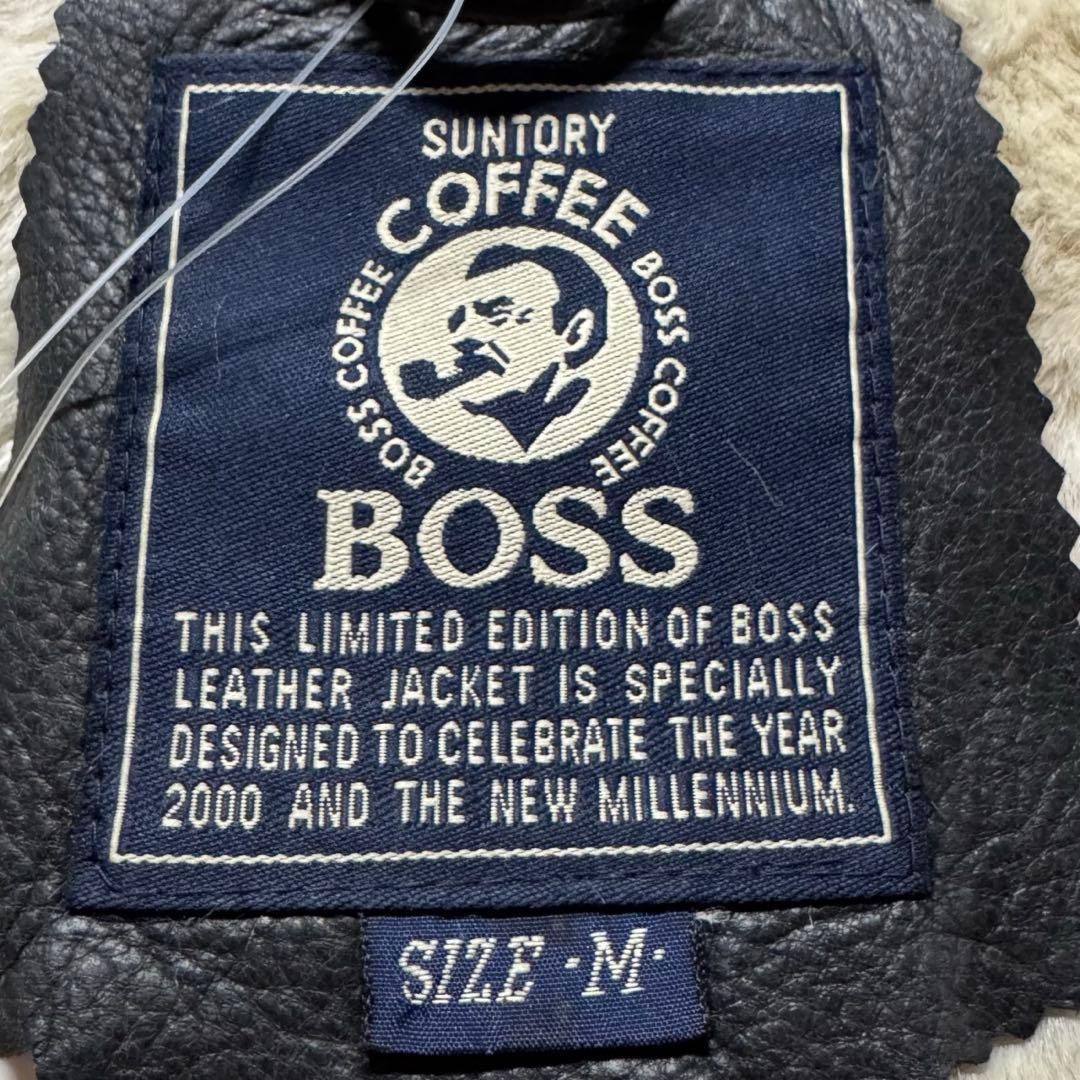 SUNTORY
COFFEE
BOSS COFFEE
BOSS COFFEE
BOSS
THIS LIMITED EDITION OF BOSS
LEATHER JACKET IS SPECIALLY
DESIGNED TO CELEBRATE THE YEAR
2000 AND THE NEW MILLENNIUM.
SIZE ·M·